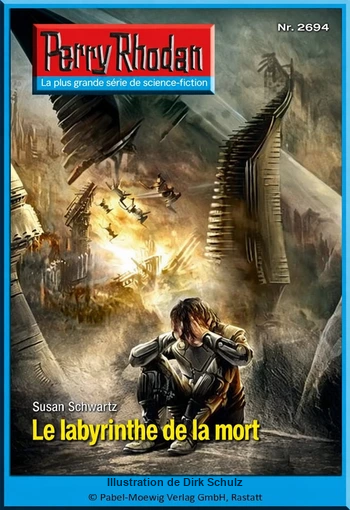 Nr. 2694
Perry Rhodan
La plus grande série de science-fiction
Susan Schwartz
Le labyrinthe de la mort
Illustration de Dirk Schulz
© Pabel-Moewig Verlag GmbH, Rastatt